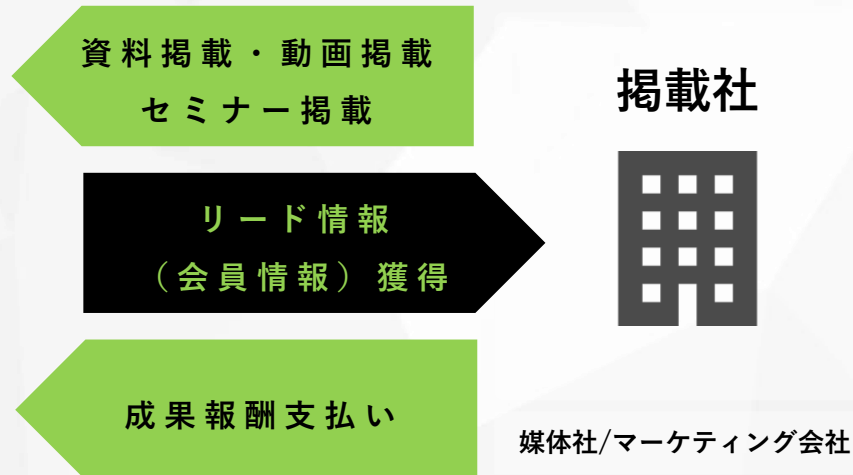 資料掲載・動画掲載
セミナー掲載
掲載社
リード情報
（会員情報）獲得
成果報酬支払い
媒体社/マーケティング会社